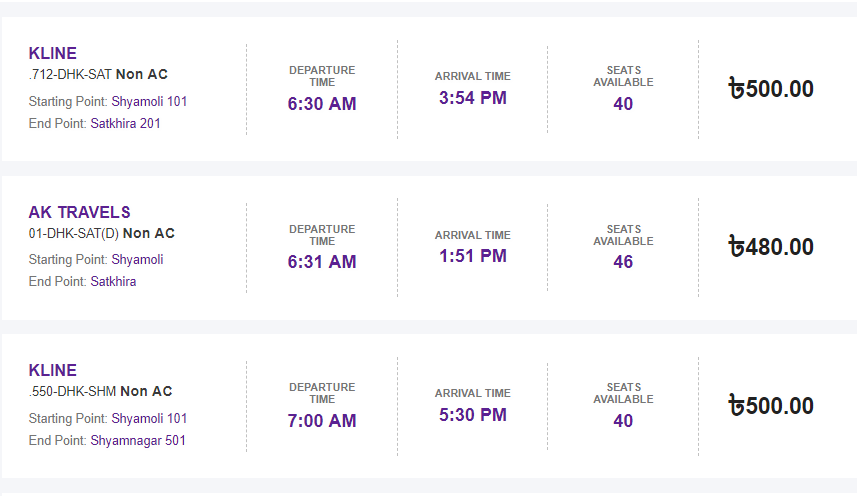 KLINE
.712-DHK-SAT Non AC
Starting Point: Shyamoli 101
End Point: Satkhira 201
DEPARTURE
TIME
6:30 AM
ARRIVAL TIME
3:54 PM
SEATS
AVAILABLE
40
৳500.00
AK TRAVELS
01-DHK-SAT(D) Non AC
Starting Point: Shyamoli
End Point: Satkhira
DEPARTURE
TIME
6:31 AM
ARRIVAL TIME
1:51 PM
SEATS
AVAILABLE
46
৳480.00
KLINE
.550-DHK-SHM Non AC
Starting Point: Shyamoli 101
End Point: Shyamnagar 501
DEPARTURE
TIME
7:00 AM
ARRIVAL TIME
5:30 PM
SEATS
AVAILABLE
40
৳500.00